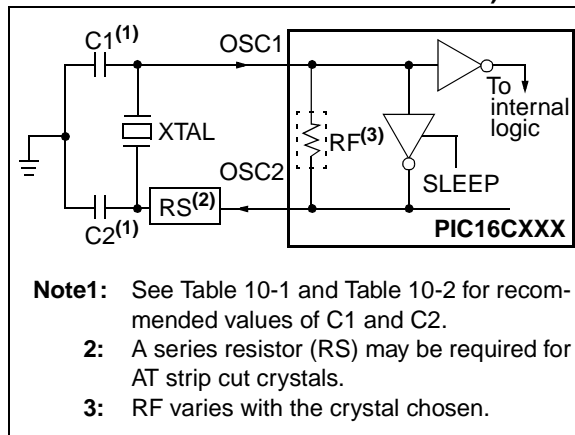 C1(1)
OSC1
To
internal
logic
XTAL
RF(3)
OSC2
SLEEP
RS(2)
C2(1)
PIC16CXXX
Note1: See Table 10-1 and Table 10-2 for recom-
mended values of C1 and C2.
2: A series resistor (RS) may be required for
AT strip cut crystals.
3: RF varies with the crystal chosen.